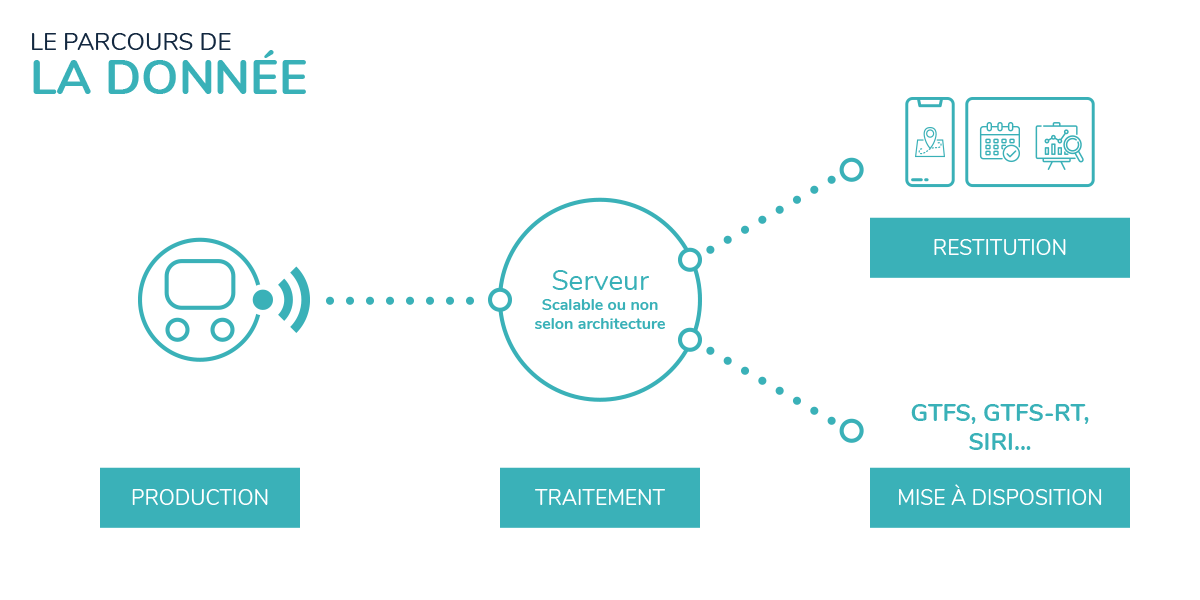 LE PARCOURS DE
LA DONNÉE
Serveur
Scalable ou non
selon architecture
RESTITUTION
GTFS, GTFS-RT,
SIRI...
PRODUCTION
TRAITEMENT
MISE À DISPOSITION